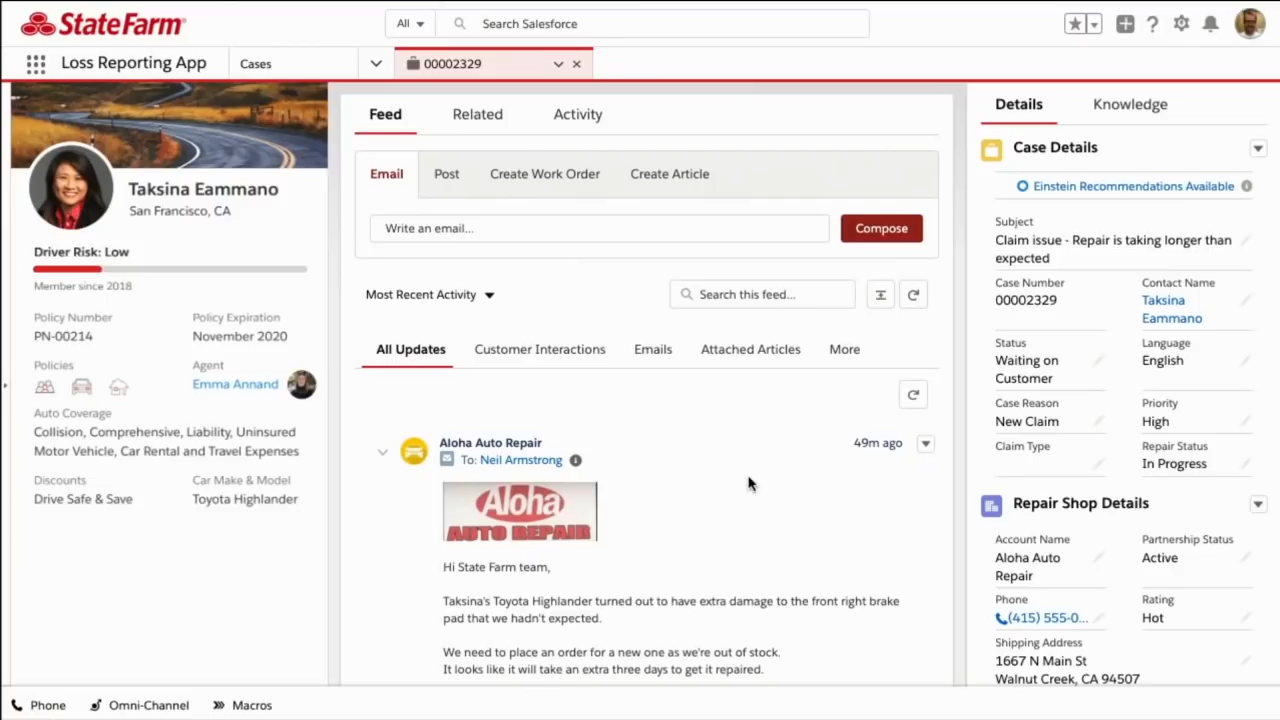 StateFarm
All
Search Salesforce
Loss Reporting App
Cases
00002329
Taksina Eammano
San Francisco, CA
Driver Risk: Low
Member since 2018
Policy Number
PN-00214
Policy Expiration
November 2020
Policies
Agent
Emma Annand
Auto Coverage
Collision, Comprehensive, Liability, Uninsured
Motor Vehicle, Car Rental and Travel Expenses
Discounts
Drive Safe & Save
Car Make & Model
Toyota Highlander
Feed
Related
Activity
Email
Post
Create Work Order
Create Article
Write an email...
Compose
Most Recent Activity
Search this feed...
All Updates
Customer Interactions
Emails
Attached Articles
More
Aloha Auto Repair
49m ago
To: Neil Armstrong
Aloha
AUTO REPAIR
Hi State Farm team,
Taksina's Toyota Highlander turned out to have extra damage to the front right brake
pad that we hadn't expected.
We need to place an order for a new one as we're out of stock.
It looks like it will take an extra three days to get it repaired.
Details
Knowledge
Case Details
Einstein Recommendations Available
Subject
Claim issue - Repair is taking longer than
expected
Case Number
00002329
Contact Name
Taksina
Eammano
Status
Waiting on
Customer
Language
English
Case Reason
New Claim
Priority
High
Claim Type
Repair Status
In Progress
Repair Shop Details
Account Name
Aloha Auto
Repair
Partnership Status
Active
Phone
(415) 555-0...
Rating
Hot
Shipping Address
1667 N Main St
Walnut Creek, CA 94507
Phone
Omni-Channel
Macros